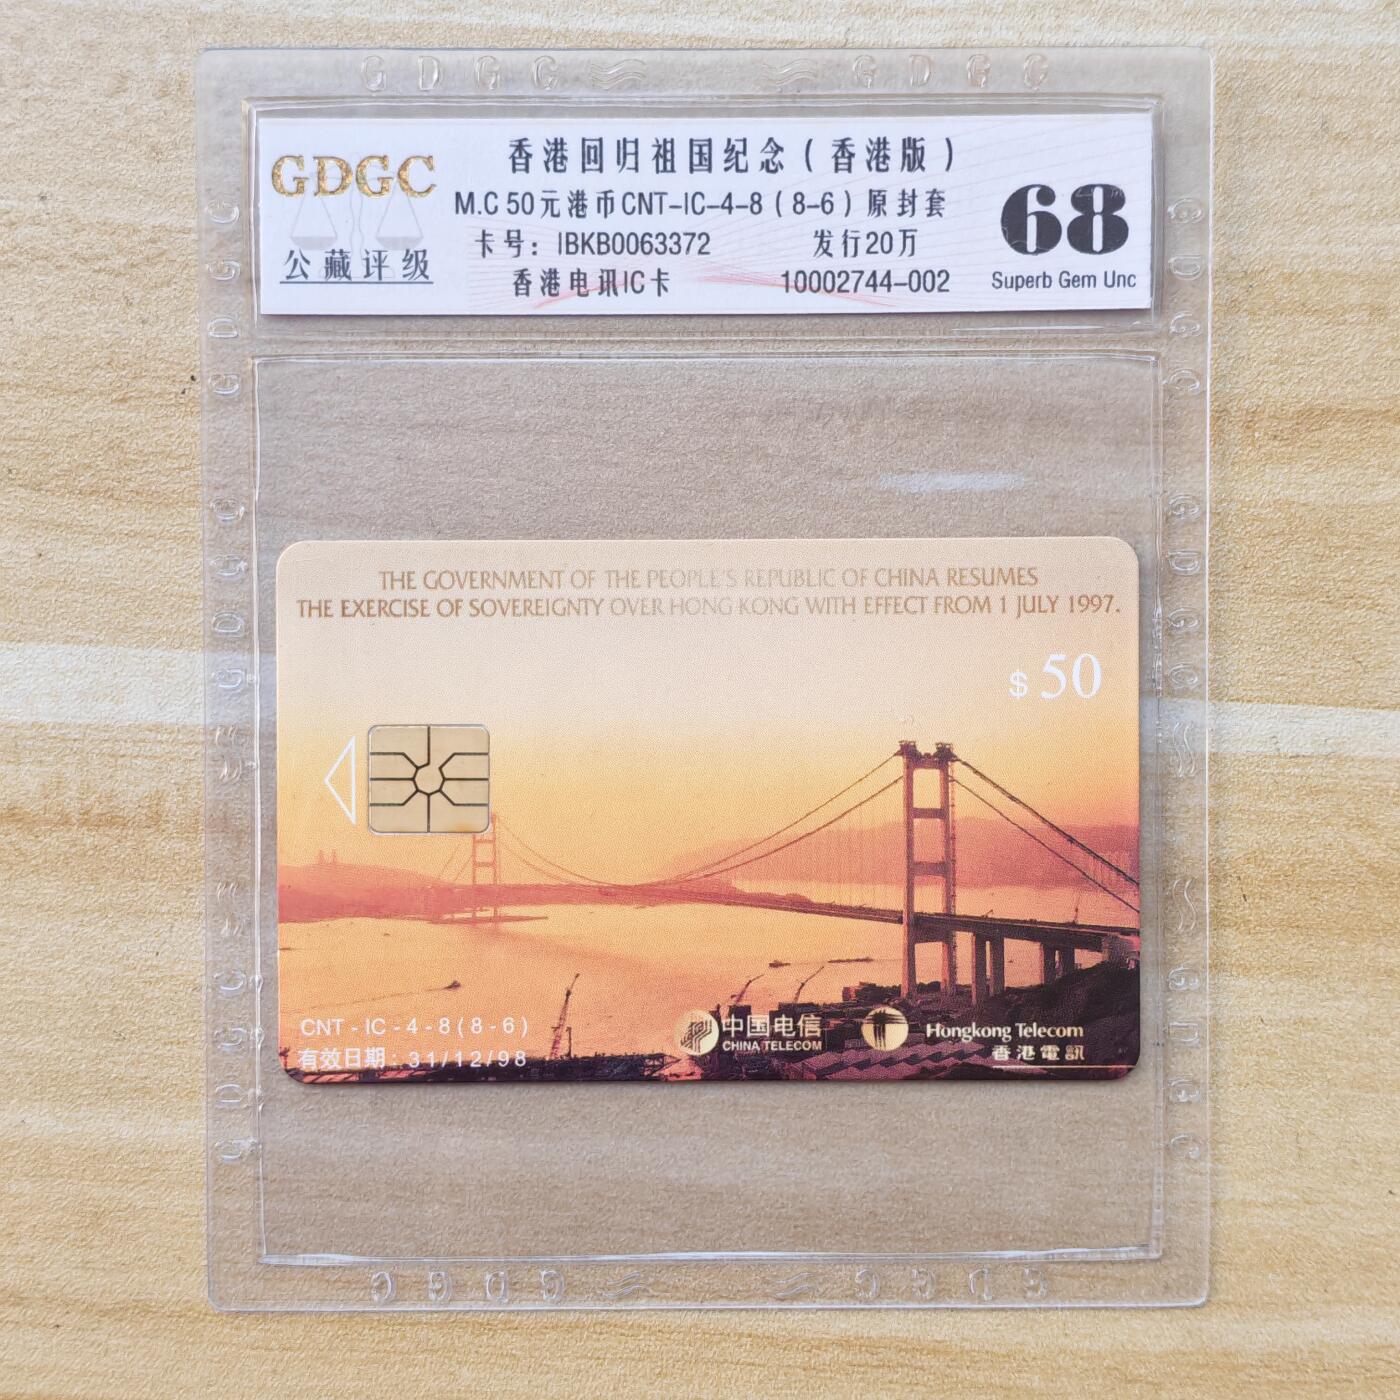 GDGC GDGC
GDGC
公藏评级
香港回归祖国纪念(香港版)
M.C 50元港币CNT-IC-4-8(8-6)原封套
卡号: IBKB0063372 发行20万
香港电讯IC卡 10002744-002
68
Superb Gem Unc
THE GOVERNMENT OF THE PEOPLE'S REPUBLIC OF CHINA RESUMES
THE EXERCISE OF SOVEREIGNTY OVER HONG KONG WITH EFFECT FROM 1 JULY 1997.
$ 50
CNT-IC-4-8(8-6)
有效日期: 31/12/98
中国电信
CHINA TELECOM
Hongkong Telecom
香港電訊